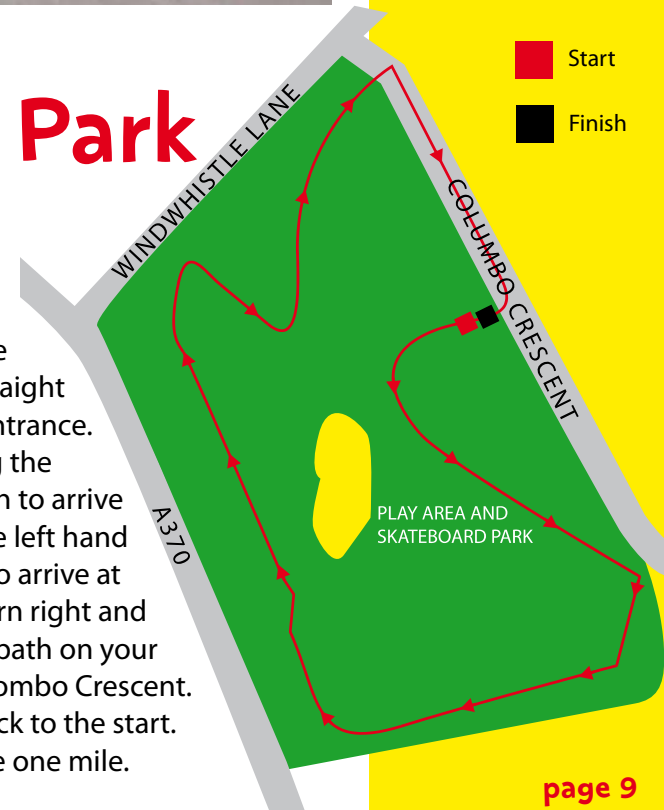 Park
Start
Finish
WINDWHISTLE LANE
COLUMBO CRESCENT
A370
PLAY AREA AND
SKATEBOARD PARK
e
aight
ntrance.
g the
n to arrive
e left hand
o arrive at
rn right and
path on your
ombo Crescent.
ck to the start.
e one mile.
page 9